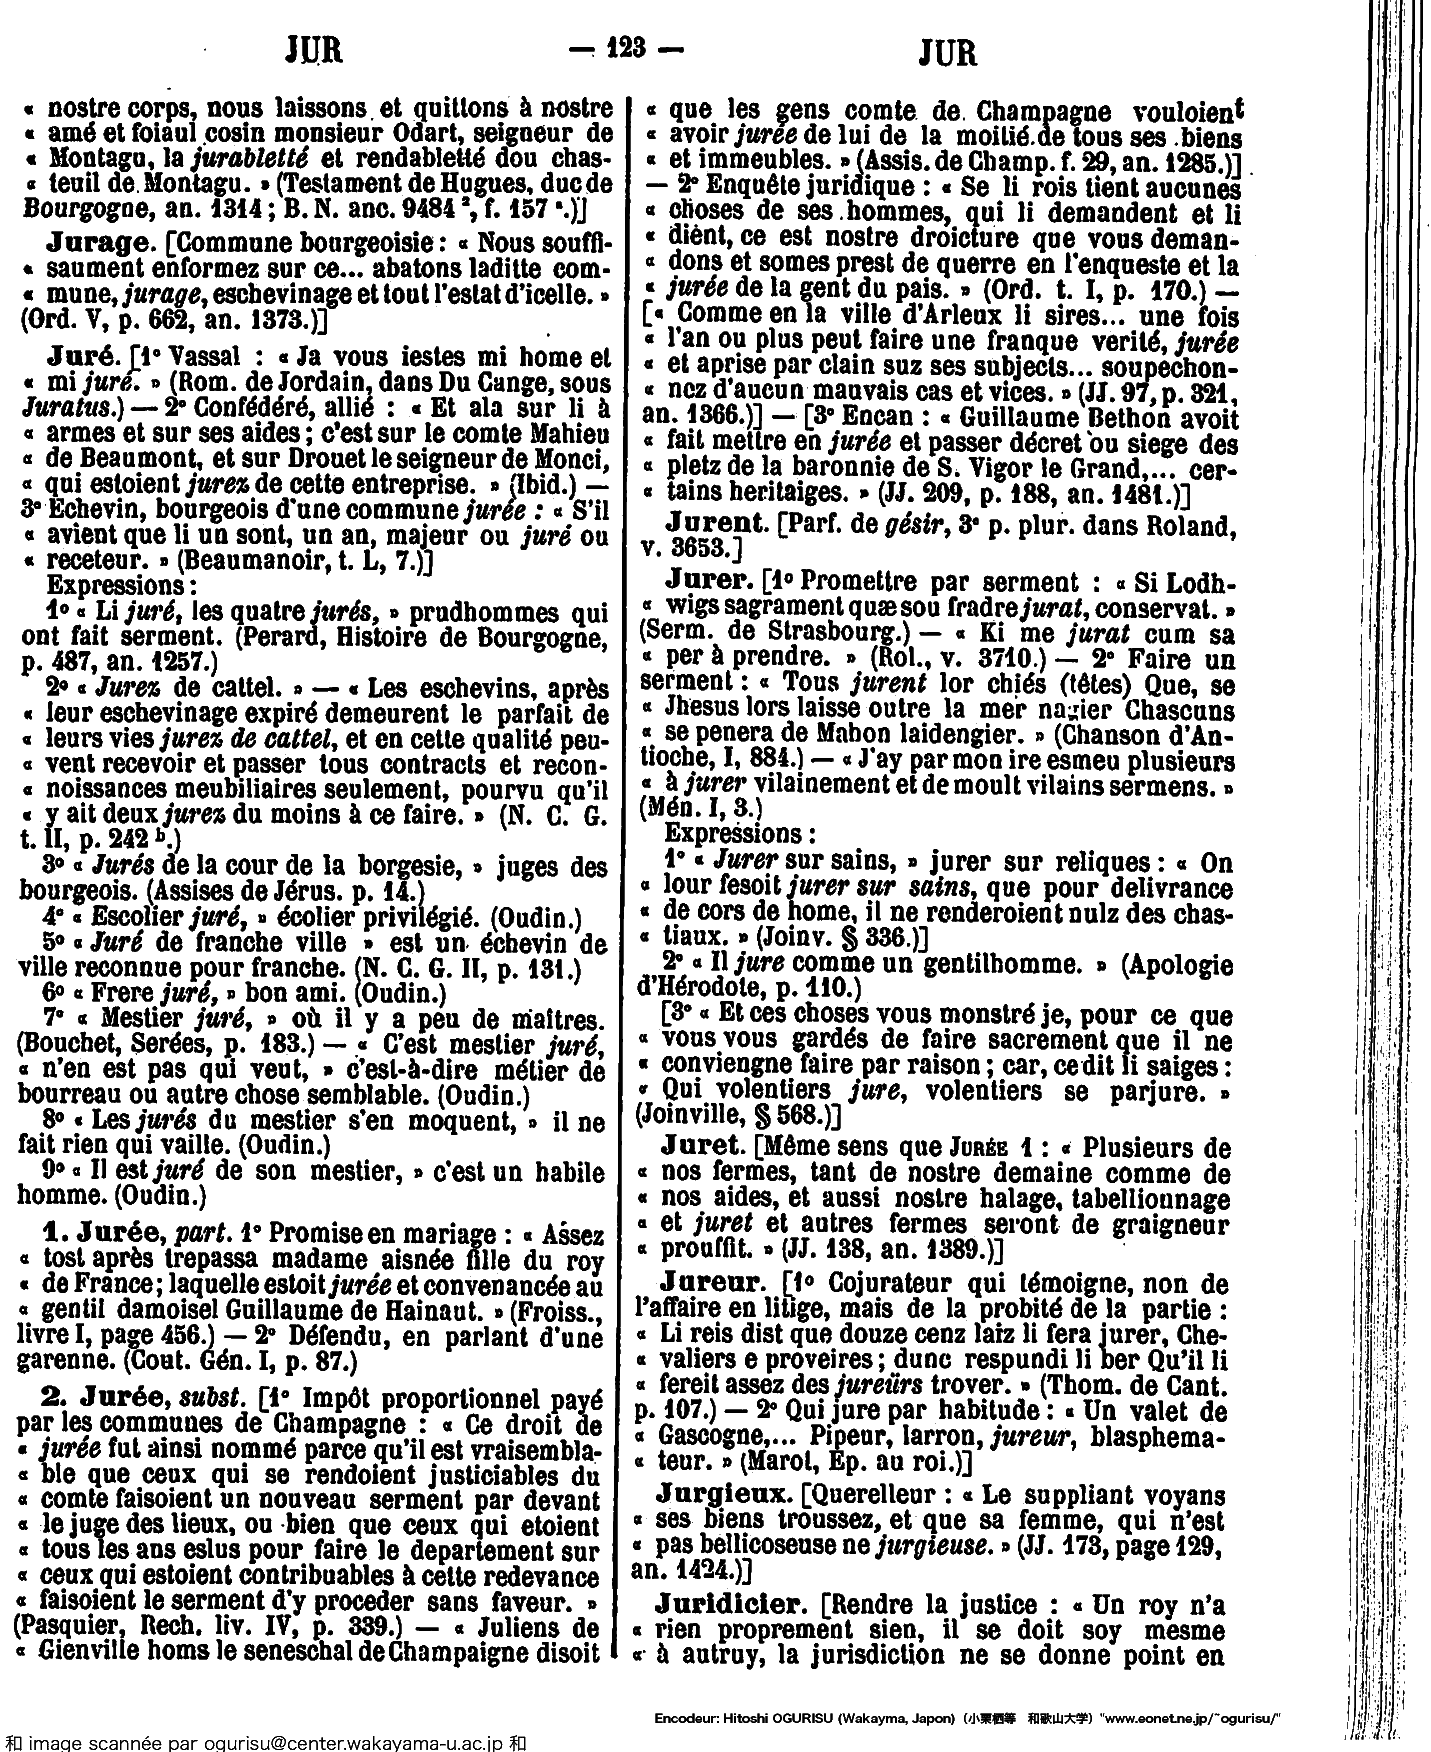 JUR — 123 — JUR
« nostre corps, nous laissons et quittons à nostre
« amé et foiaul cosin monsieur Odart, seigneur de
« Montagu, la jurabletté et rendabletté dou chas-
« teuil de Montagu. » (Testament de Hugues, duc de
Bourgogne, an. 1314 ; B. N. anc. 9484 ², f. 157 ª.)]
Jurage. [Commune bourgeoisie : « Nous souffi-
« saument enformez sur ce... abatons laditte com-
« mune, jurage, eschevinage et tout l'estat d'icelle. »
(Ord. V, p. 662, an. 1373.)]
Juré. [1º Vassal : « Ja vous iestes mi home et
« mi juré. » (Rom. de Jordain, dans Du Cange, sous
Juratus.) — 2º Confédéré, allié : « Et ala sur li à
« armes et sur ses aides ; c'est sur le comte Mahieu
« de Beaumont, et sur Drouet le seigneur de Monci,
« qui estoient jurez de cette entreprise. » (Ibid.) —
3º Echevin, bourgeois d'une commune jurée : « S'il
« avient que li un sont, un an, majeur ou juré ou
« receteur. » (Beaumanoir, t. L, 7.)]
Expressions :
1º « Li juré, les quatre jurés, » prudhommes qui
ont fait serment. (Perard, Histoire de Bourgogne,
p. 487, an. 1257.)
2º « Jurez de cattel. » — « Les eschevins, après
« leur eschevinage expiré demeurent le parfait de
« leurs vies jurez de cattel, et en cette qualité peu-
« vent recevoir et passer tous contracts et recon-
« noissances meubiliaires seulement, pourvu qu'il
« y ait deux jurez du moins à ce faire. » (N. C. G.
t. II, p. 242 ᵇ.)
3º « Jurés de la cour de la borgesie, » juges des
bourgeois. (Assises de Jérus. p. 14.)
4º « Escolier juré, » écolier privilégié. (Oudin.)
5º « Juré de franche ville » est un échevin de
ville reconnue pour franche. (N. C. G. II, p. 131.)
6º « Frere juré, » bon ami. (Oudin.)
7º « Mestier juré, » où il y a peu de maîtres.
(Bouchet, Serées, p. 183.) — « C'est mestier juré,
« n'en est pas qui veut, » c'est-à-dire métier de
bourreau ou autre chose semblable. (Oudin.)
8º « Les jurés du mestier s'en moquent, » il ne
fait rien qui vaille. (Oudin.)
9º « Il est juré de son mestier, » c'est un habile
homme. (Oudin.)
1. Jurée, part. 1º Promise en mariage : « Assez
« tost après trepassa madame aisnée fille du roy
« de France ; laquelle estoit jurée et convenancée au
« gentil damoisel Guillaume de Hainaut. » (Froiss.,
livre I, page 456.) — 2º Défendu, en parlant d'une
garenne. (Cout. Gén. I, p. 87.)
2. Jurée, subst. [1º Impôt proportionnel payé
par les communes de Champagne : « Ce droit de
« jurée fut ainsi nommé parce qu'il est vraisembla-
« ble que ceux qui se rendoient justiciables du
« comte faisoient un nouveau serment par devant
« le juge des lieux, ou bien que ceux qui etoient
« tous les ans eslus pour faire le departement sur
« ceux qui estoient contribuables à cette redevance
« faisoient le serment d'y proceder sans faveur. »
(Pasquier, Rech. liv. IV, p. 339.) — « Juliens de
« Gienville homs le seneschal de Champaigne disoit
« que les gens comte de Champagne vouloient
« avoir jurée de lui de la moitié de tous ses biens
« et immeubles. » (Assis. de Champ. f. 29, an. 1285.)]
— 2º Enquête juridique : « Se li rois tient aucunes
« choses de ses hommes, qui li demandent et li
« dient, ce est nostre droicture que vous deman-
« dons et somes prest de querre en l'enqueste et la
« jurée de la gent du pais. » (Ord. t. I, p. 170.) —
[« Comme en la ville d'Arleux li sires... une fois
« l'an ou plus peut faire une franque verité, jurée
« et aprise par clain suz ses subjects... soupechon-
« nez d'aucun mauvais cas et vices. » (JJ. 97, p. 321,
an. 1366.)] — [3º Encan : « Guillaume Bethon avoit
« fait mettre en jurée et passer décret ou siege des
« pletz de la baronnie de S. Vigor le Grand,... cer-
« tains heritaiges. » (JJ. 209, p. 188, an. 1481.)]
Jurent. [Parf. de gésir, 3ᵉ p. plur. dans Roland,
v. 3653.]
Jurer. [1º Promettre par serment : « Si Lodh-
« wigs sagrament quæ sou fradre jurat, conservat. »
(Serm. de Strasbourg.) — « Ki me jurat cum sa
« per à prendre. » (Rol., v. 3710.) — 2º Faire un
serment : « Tous jurent lor chiés (têtes) Que, se
« Jhesus lors laisse outre la mer nagier Chascuns
« se penera de Mahon laidengier. » (Chanson d'An-
tioche, I, 884.) — « J'ay par mon ire esmeu plusieurs
« à jurer vilainement et de moult vilains sermens. »
(Mén. I, 3.)
Expressions :
1º « Jurer sur sains, » jurer sur reliques : « On
« lour fesoit jurer sur sains, que pour delivrance
« de cors de home, il ne renderoient nulz des chas-
« tiaux. » (Joinv. § 336.)]
2º « Il jure comme un gentilhomme. » (Apologie
d'Hérodote, p. 110.)
[3º « Et ces choses vous monstré je, pour ce que
« vous vous gardés de faire sacrement que il ne
« conviengne faire par raison ; car, ce dit li saiges :
« Qui volentiers jure, volentiers se parjure. »
(Joinville, § 568.)]
Juret. [Même sens que JURÉE 1 : « Plusieurs de
« nos fermes, tant de nostre demaine comme de
« nos aides, et aussi nostre halage, tabellionnage
« et juret et autres fermes seront de graigneur
« prouffit. » (JJ. 138, an. 1389.)]
Jureur. [1º Cojurateur qui témoigne, non de
l'affaire en litige, mais de la probité de la partie :
« Li reis dist que douze cenz laiz li fera jurer, Che-
« valiers e proveires ; dunc respundi li ber Qu'il li
« fereit assez des jureürs trover. » (Thom. de Cant.
p. 107.) — 2º Qui jure par habitude : « Un valet de
« Gascogne,... Pipeur, larron, jureur, blasphema-
« teur. » (Marot, Ep. au roi.)]
Jurgieux. [Querelleur : « Le suppliant voyans
« ses biens troussez, et que sa femme, qui n'est
« pas bellicoseuse ne jurgieuse. » (JJ. 173, page 129,
an. 1424.)]
Juridicier. [Rendre la justice : « Un roy n'a
« rien proprement sien, il se doit soy mesme
« à autruy, la jurisdiction ne se donne point en
Encodeur: Hitoshi OGURISU (Wakayma, Japon) (小栗栖等 和歌山大学) "www.eonet.ne.jp/~ogurisu/"
和 image scannée par ogurisu@center.wakayama-u.ac.jp 和